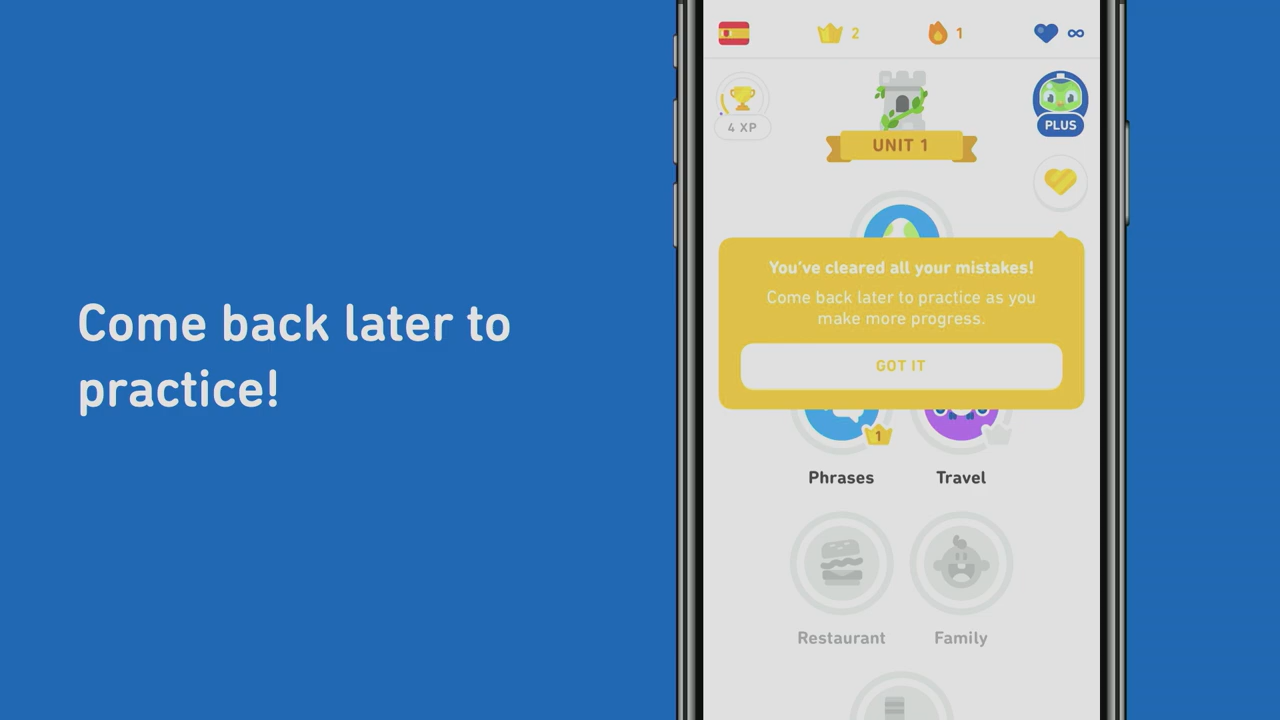 Come back later to
practice!
2
1
∞
4 XP
UNIT 1
PLUS
You've cleared all your mistakes!
Come back later to practice as you
make more progress.
GOT IT
1
Phrases
Travel
Restaurant
Family